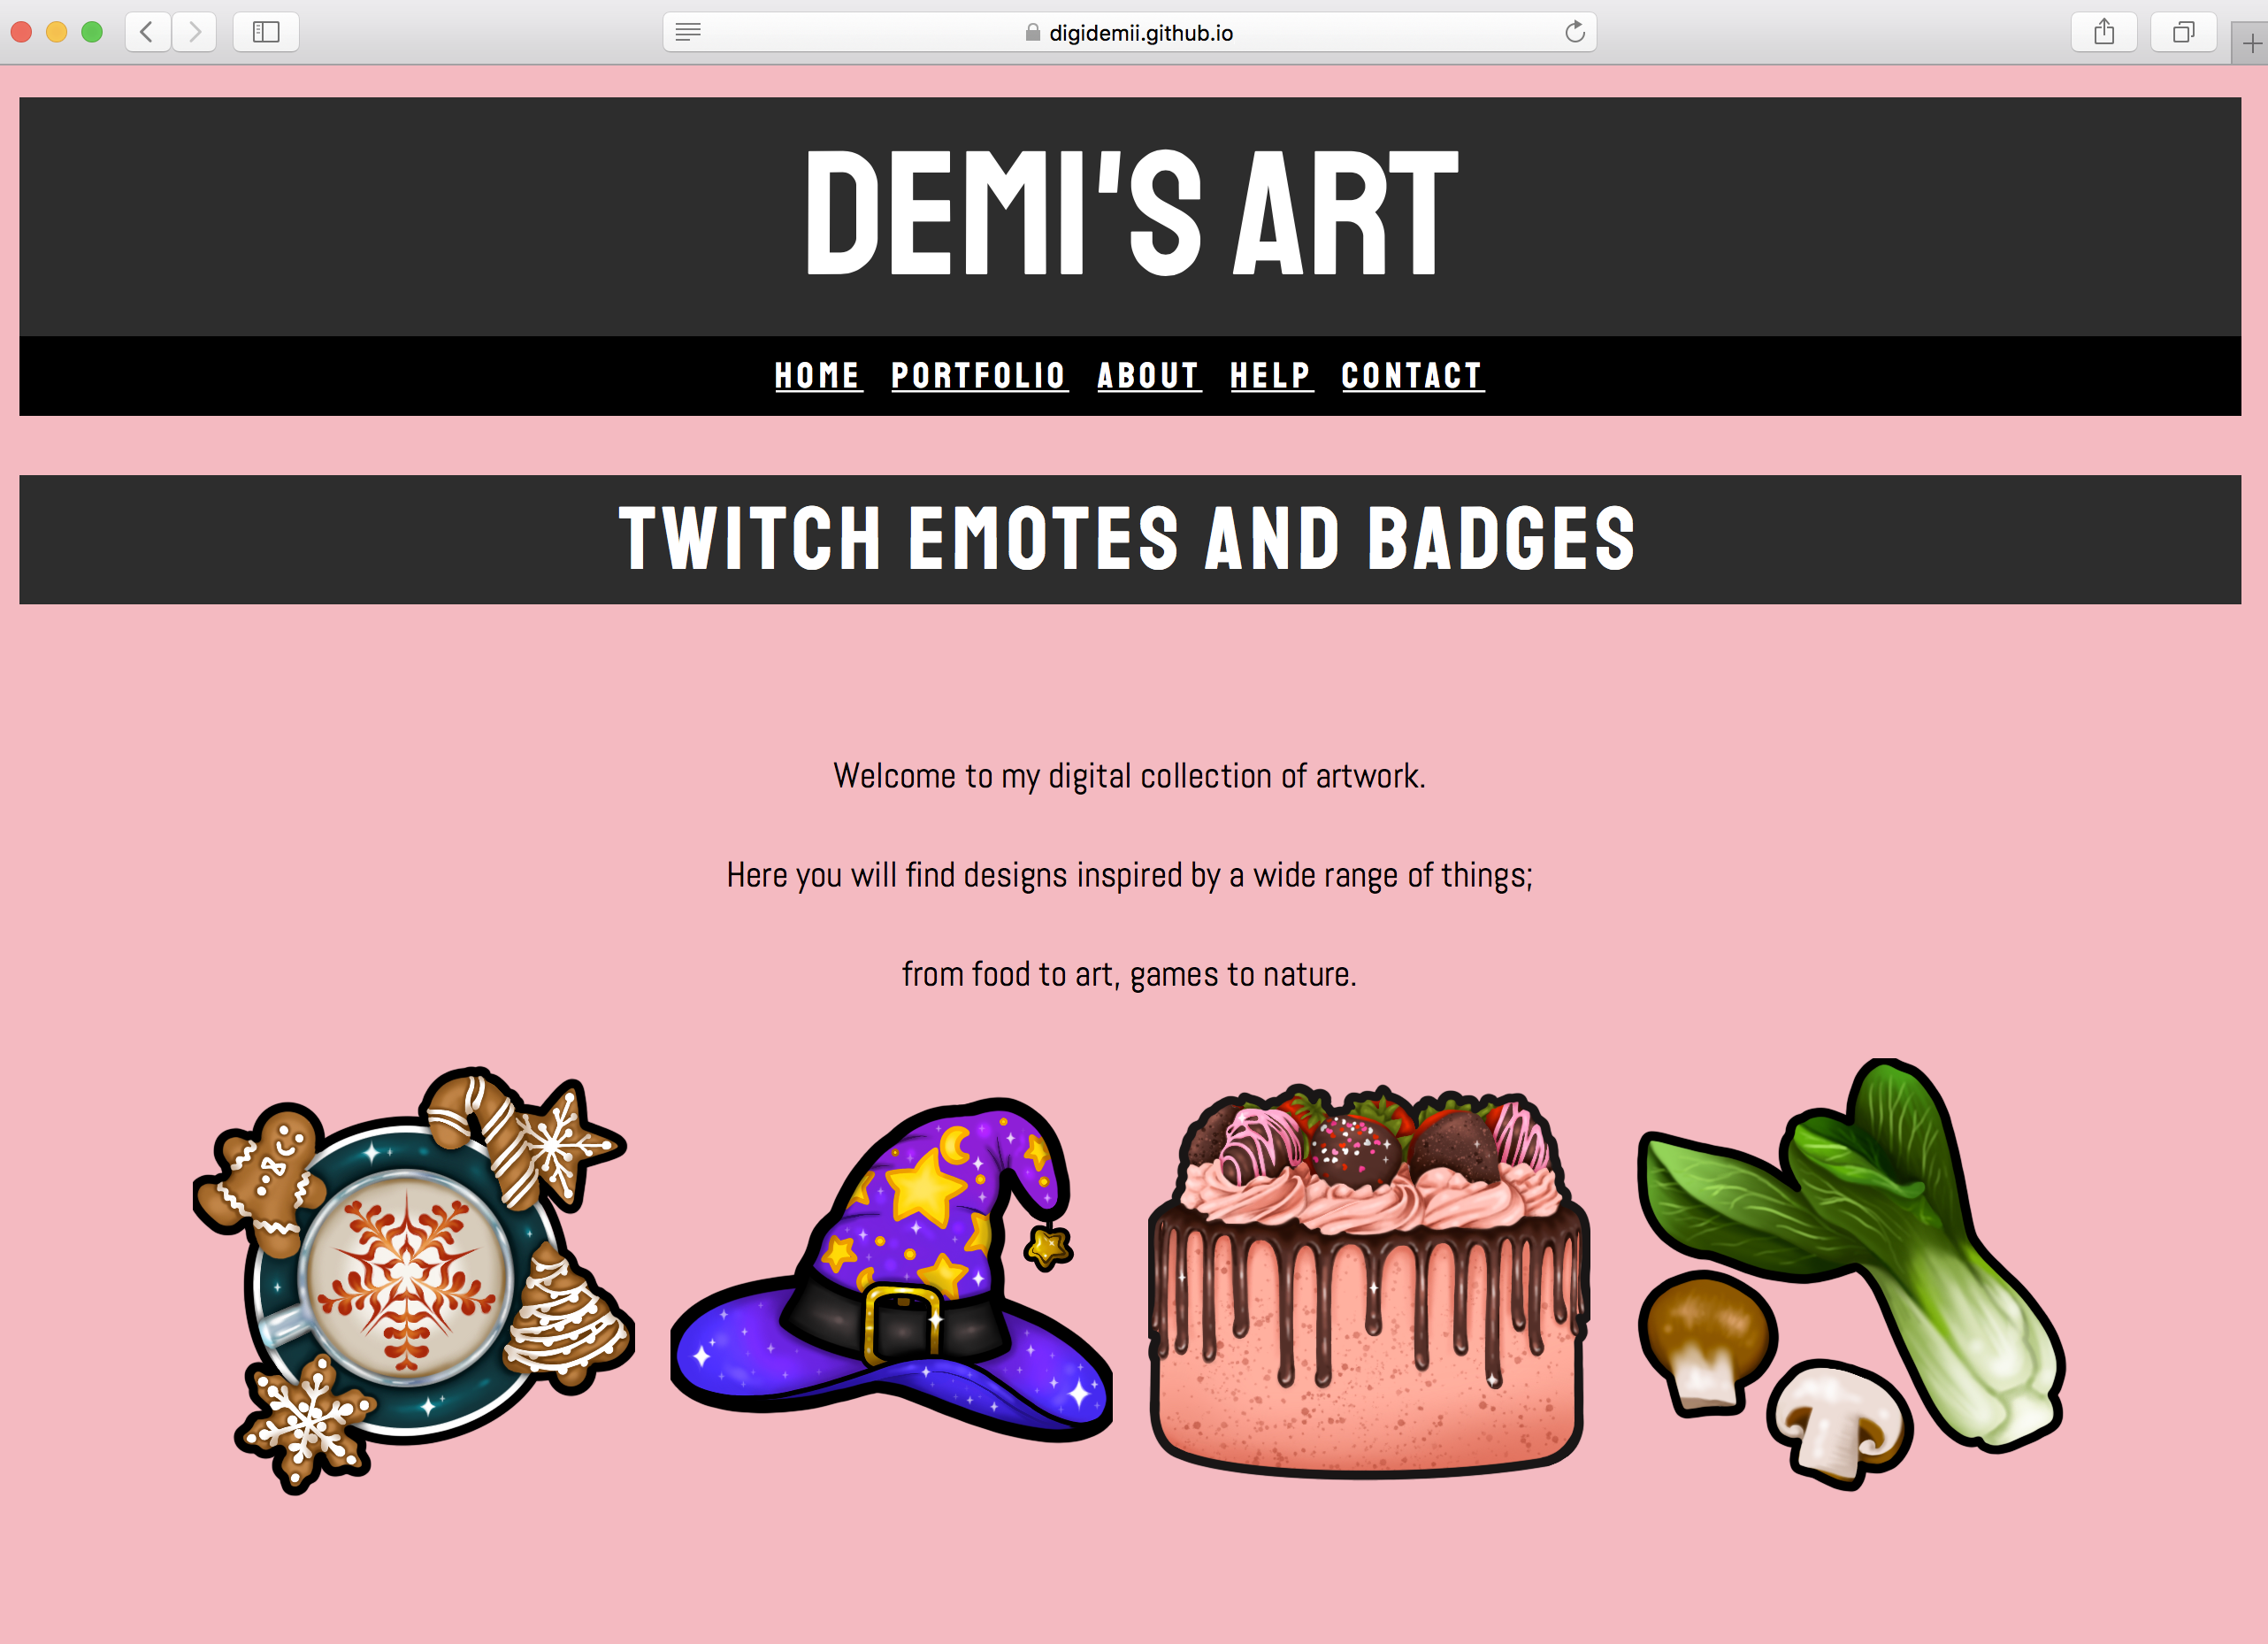 digidemii.github.io
DEMI'S ART
HOME PORTFOLIO ABOUT HELP CONTACT
TWITCH EMOTES AND BADGES
Welcome to my digital collection of artwork.
Here you will find designs inspired by a wide range of things;
from food to art, games to nature.